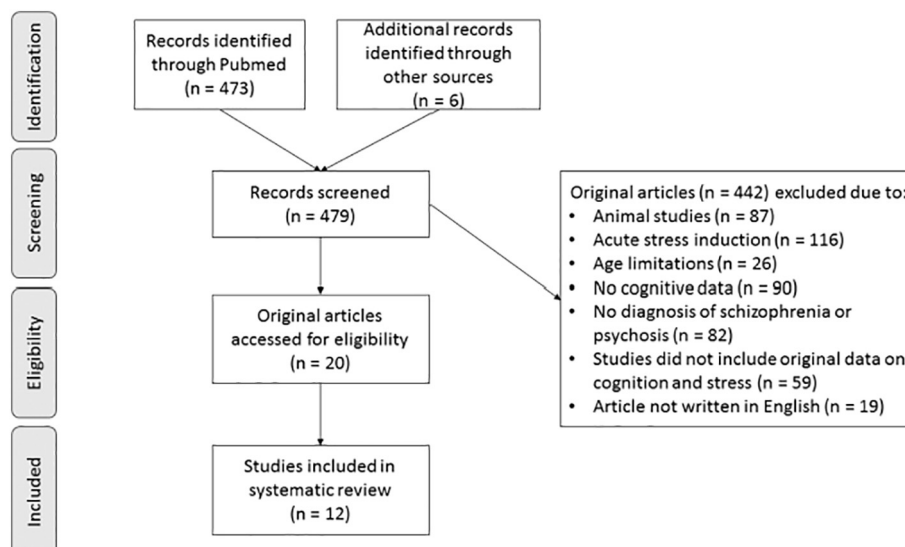 Identification
Records identified
through Pubmed
(n = 473)
Additional records
identified through
other sources
(n = 6)
Screening
Records screened
(n = 479)
Original articles (n = 442) excluded due to:
• Animal studies (n = 87)
• Acute stress induction (n = 116)
• Age limitations (n = 26)
• No cognitive data (n = 90)
• No diagnosis of schizophrenia or
psychosis (n = 82)
• Studies did not include original data on
cognition and stress (n = 59)
• Article not written in English (n = 19)
Eligibility
Original articles
accessed for eligibility
(n = 20)
Included
Studies included in
systematic review
(n = 12)